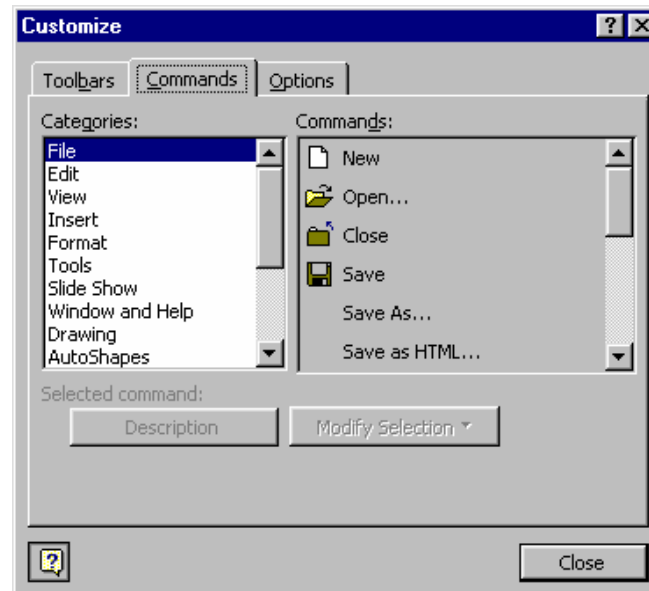 Customize
Toolbars Commands Options
Categories: Commands:
File
Edit
View
Insert
Format
Tools
Slide Show
Window and Help
Drawing
AutoShapes
New
Open...
Close
Save
Save As...
Save as HTML...
Selected command:
Description Modify Selection
Close